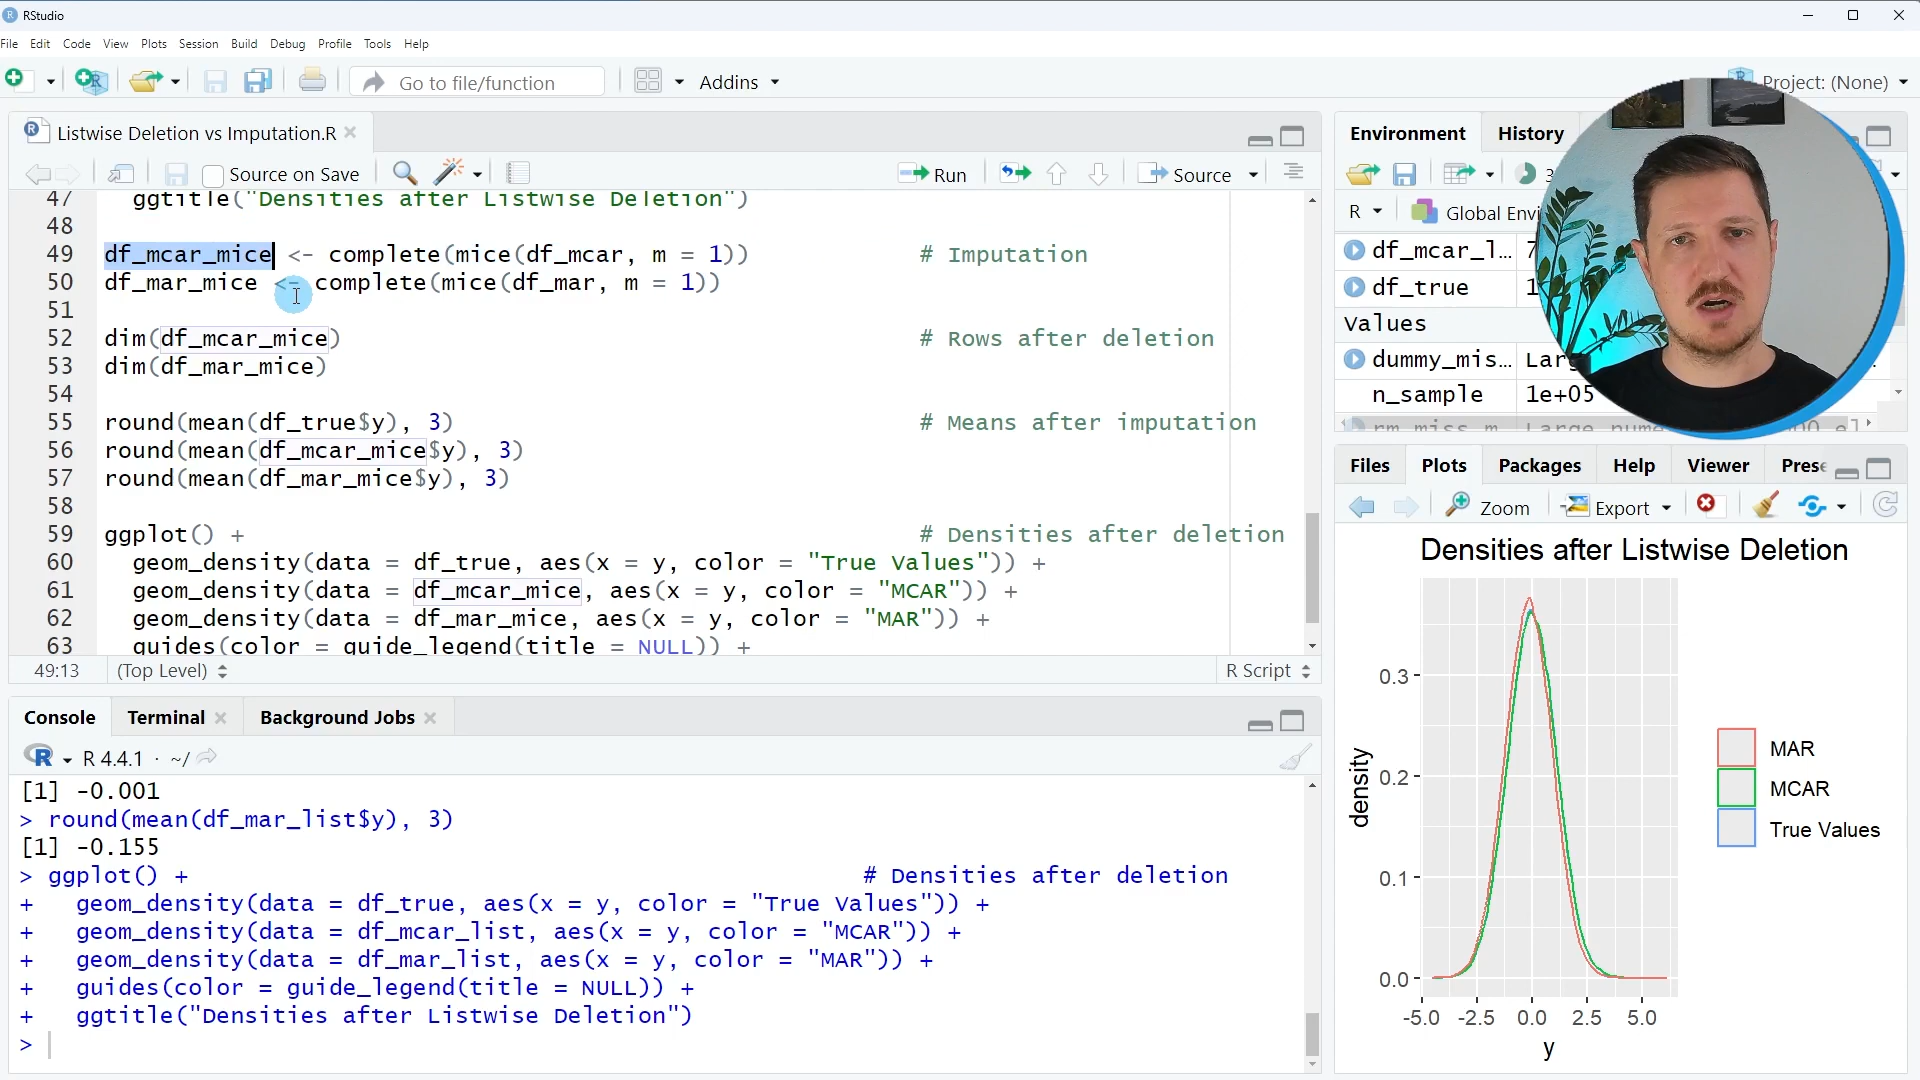 RStudio
File Edit Code View Plots Session Build Debug Profile Tools Help
Go to file/function
Addins
Project: (None)
Listwise Deletion vs Imputation.R
Source on Save
Run
Source
47 ggtitle("Densities after Listwise Deletion")
48
49 df_mcar_mice <- complete(mice(df_mcar, m = 1)) # Imputation
50 df_mar_mice <- complete(mice(df_mar, m = 1))
51
52 dim(df_mcar_mice) # Rows after deletion
53 dim(df_mar_mice)
54
55 round(mean(df_true$y), 3) # Means after imputation
56 round(mean(df_mcar_mice$y), 3)
57 round(mean(df_mar_mice$y), 3)
58
59 ggplot() + # Densities after deletion
60 geom_density(data = df_true, aes(x = y, color = "True Values")) +
61 geom_density(data = df_mcar_mice, aes(x = y, color = "MCAR")) +
62 geom_density(data = df_mar_mice, aes(x = y, color = "MAR")) +
63 guides(color = guide_legend(title = NULL)) +
49:13 (Top Level) R Script
Console Terminal Background Jobs
R 4.4.1 · ~/
[1] -0.001
> round(mean(df_mar_list$y), 3)
[1] -0.155
> ggplot() + # Densities after deletion
+ geom_density(data = df_true, aes(x = y, color = "True Values")) +
+ geom_density(data = df_mcar_list, aes(x = y, color = "MCAR")) +
+ geom_density(data = df_mar_list, aes(x = y, color = "MAR")) +
+ guides(color = guide_legend(title = NULL)) +
+ ggtitle("Densities after Listwise Deletion")
>
Environment History
3
R Global Envi
df_mcar_l... 7
df_true 1
Values
dummy_mis... Larg
n_sample 1e+05
Files Plots Packages Help Viewer Prese
Zoom Export
Densities after Listwise Deletion
density
0.3
0.2
0.1
0.0
-5.0 -2.5 0.0 2.5 5.0
y
MAR
MCAR
True Values